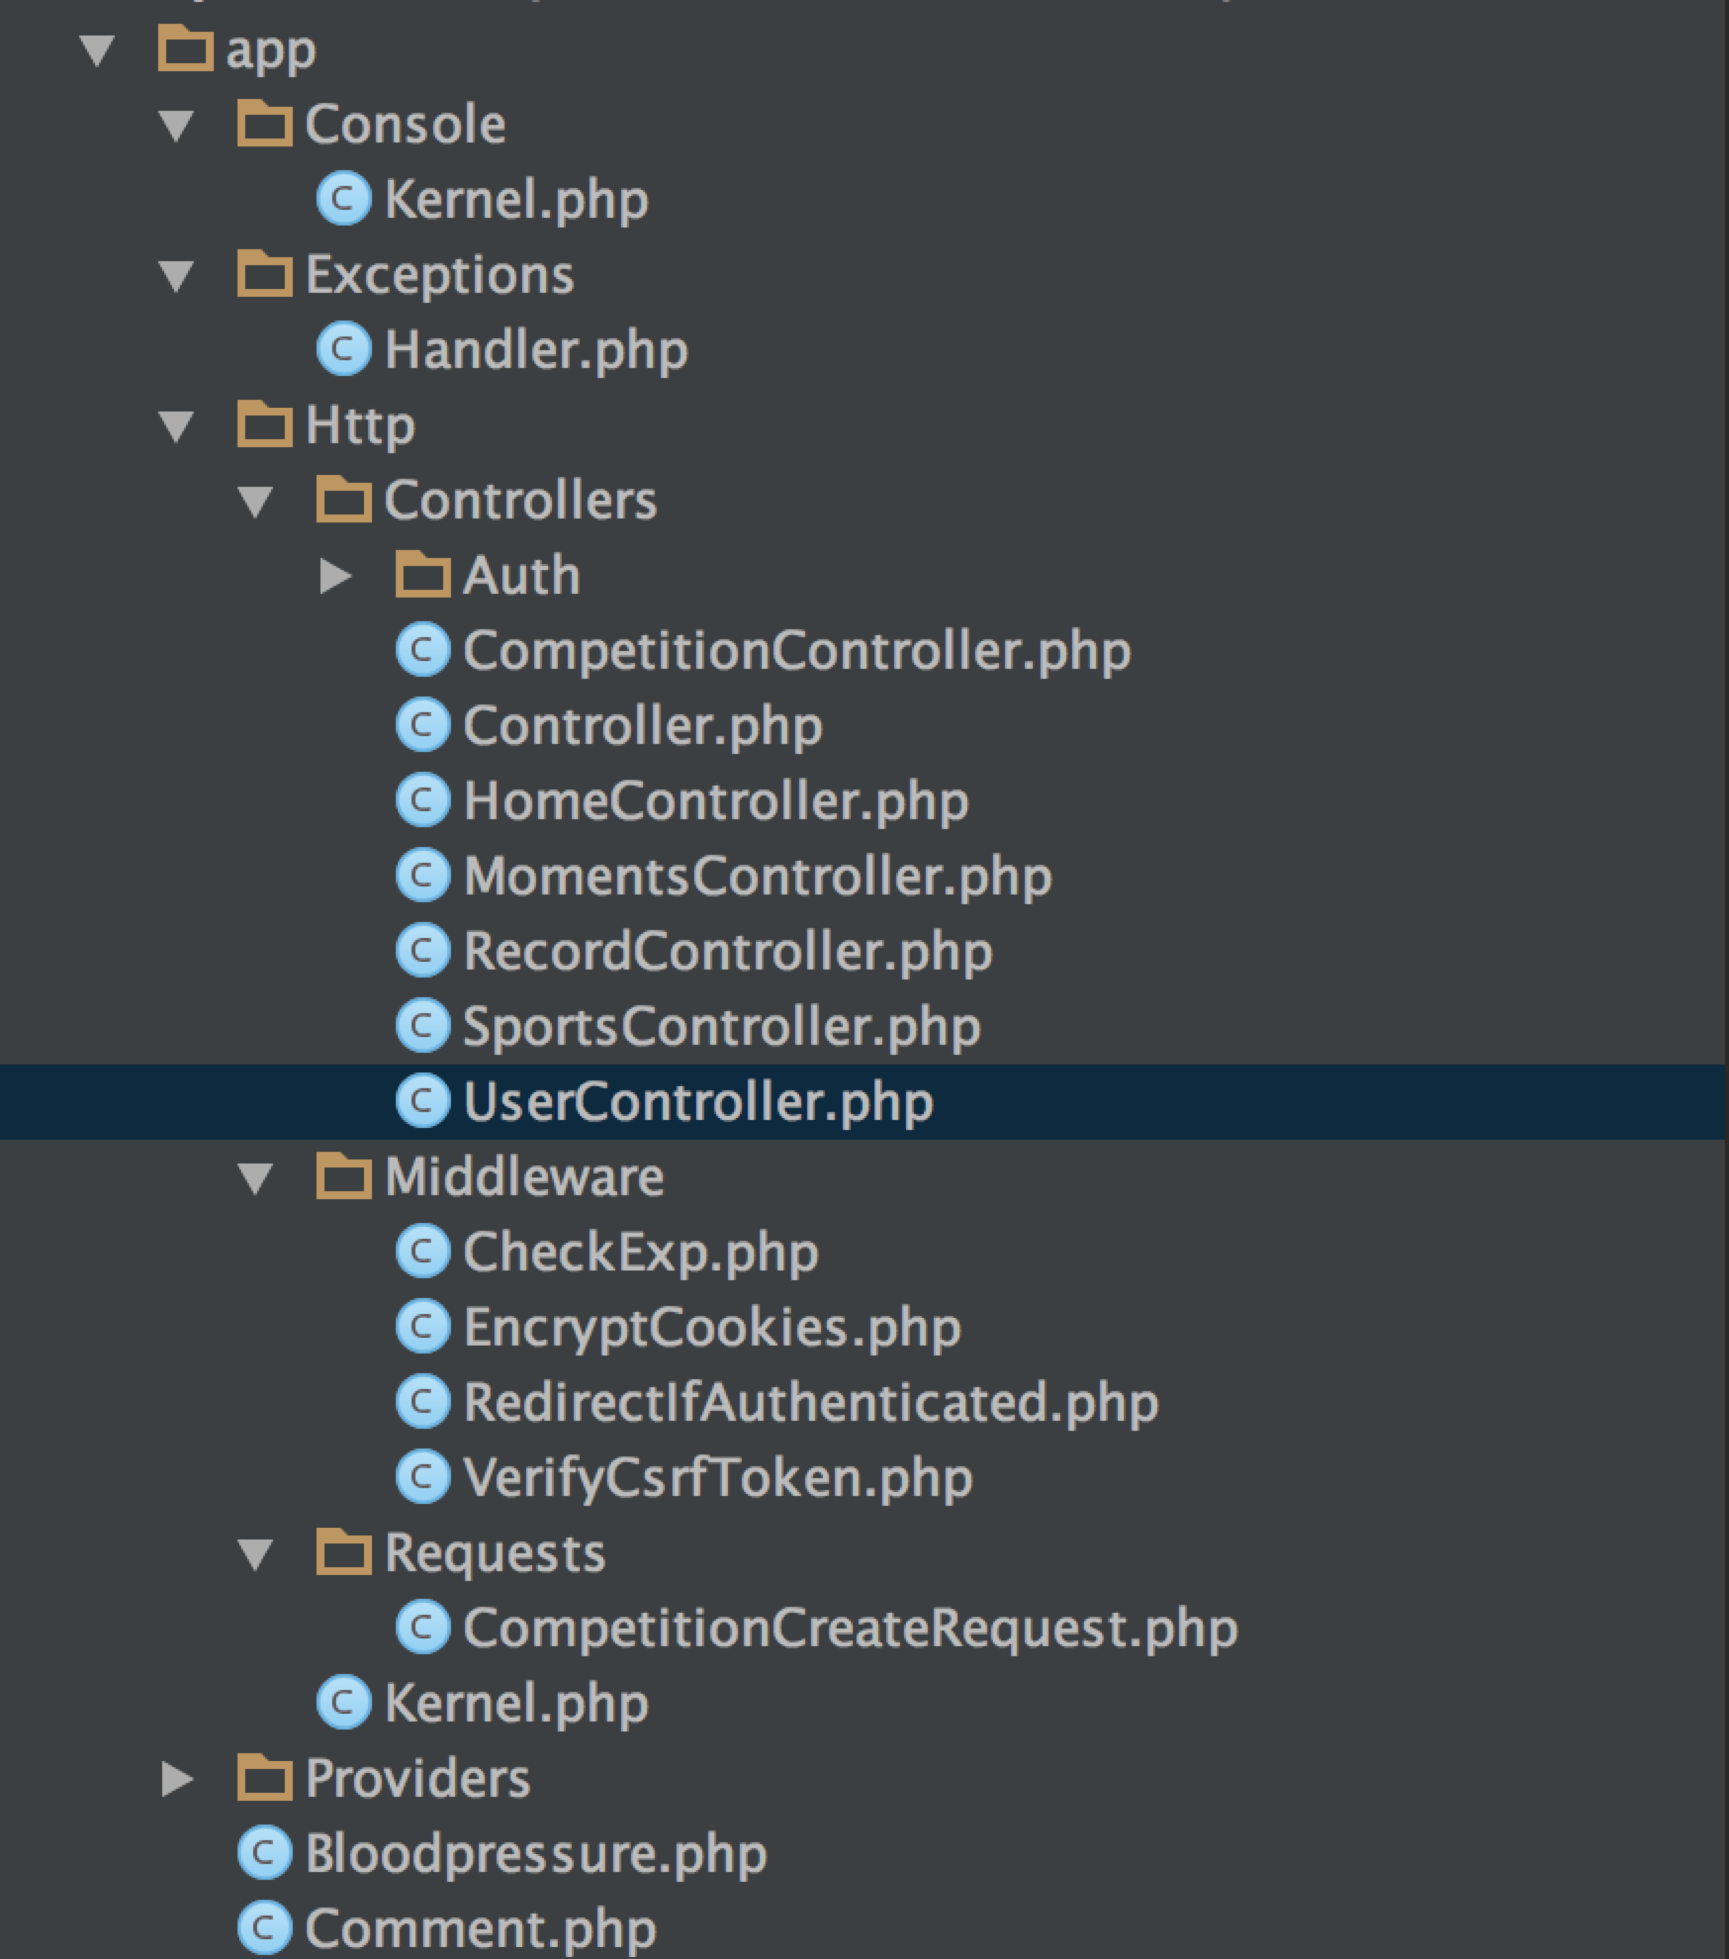 app
Console
C Kernel.php
Exceptions
C Handler.php
Http
Controllers
Auth
C CompetitionController.php
C Controller.php
C HomeController.php
C MomentsController.php
C RecordController.php
C SportsController.php
C UserController.php
Middleware
C CheckExp.php
C EncryptCookies.php
C RedirectIfAuthenticated.php
C VerifyCsrfToken.php
Requests
C CompetitionCreateRequest.php
C Kernel.php
Providers
C Bloodpressure.php
C Comment.php